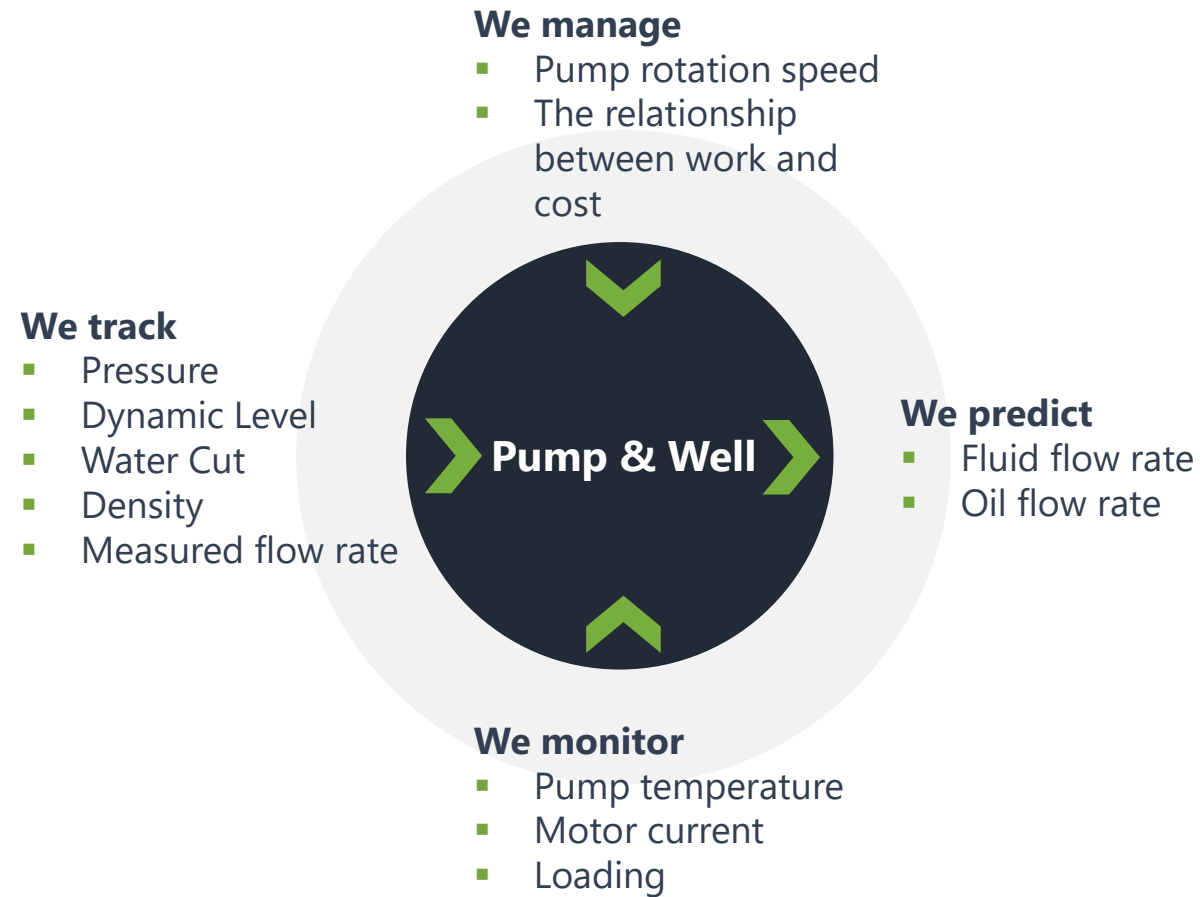 We manage
Pump rotation speed
The relationship
between work and
cost
We track
Pressure
Dynamic Level
Water Cut
Density
Measured flow rate
Pump & Well
We predict
Fluid flow rate
Oil flow rate
We monitor
Pump temperature
Motor current
Loading